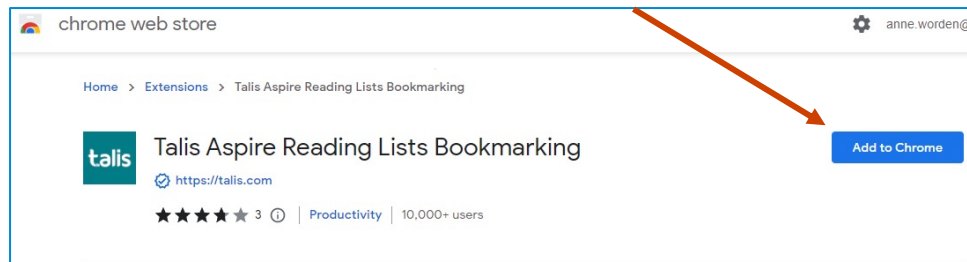 chrome web store
anne.worden@
Home > Extensions > Talis Aspire Reading Lists Bookmarking
talis
Talis Aspire Reading Lists Bookmarking
Add to Chrome
https://talis.com
3 | Productivity | 10,000+ users